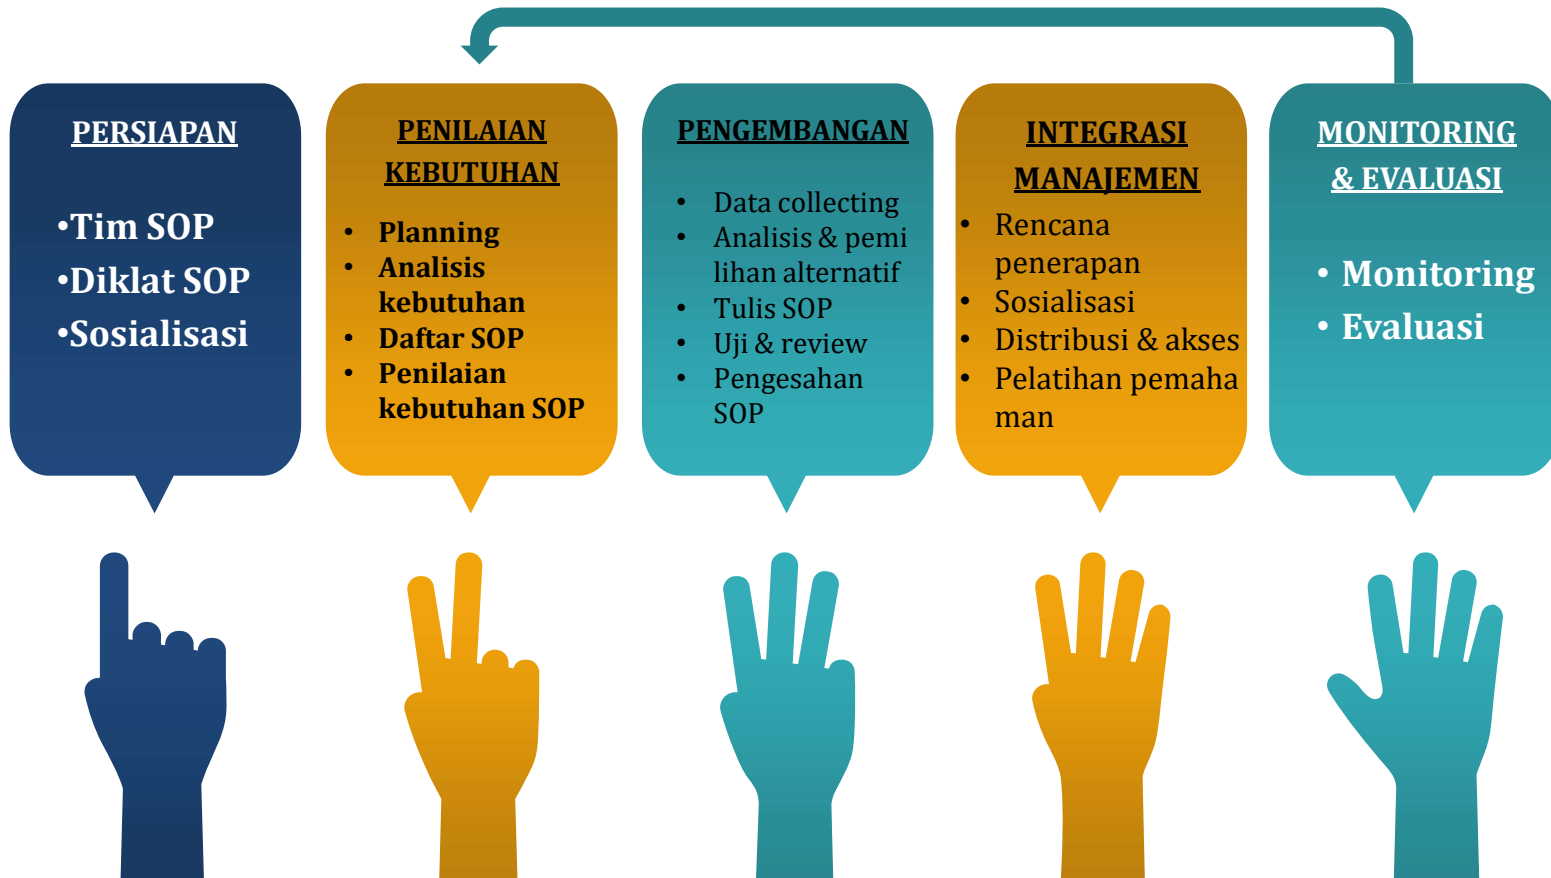 PERSIAPAN
•Tim SOP
•Diklat SOP
•Sosialisasi
PENILAIAN
KEBUTUHAN
• Planning
• Analisis
kebutuhan
• Daftar SOP
• Penilaian
kebutuhan SOP
PENGEMBANGAN
• Data collecting
• Analisis & pemi
lihan alternatif
• Tulis SOP
• Uji & review
• Pengesahan
SOP
INTEGRASI
MANAJEMEN
• Rencana
penerapan
• Sosialisasi
• Distribusi & akses
• Pelatihan pemaha
man
MONITORING
& EVALUASI
• Monitoring
• Evaluasi